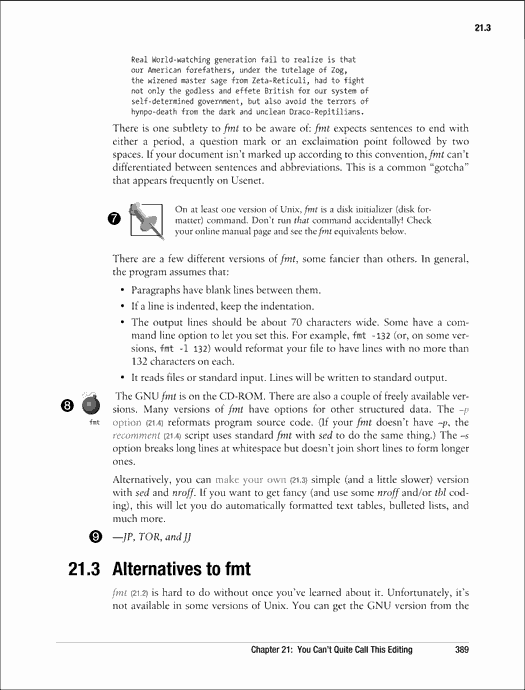 21.3
Real World-watching generation fail to realize is that
our American forefathers, under the tutelage of Zog,
the wizened master sage from Zeta-Reticuli, had to fight
not only the godless and effete British for our system of
self-determined government, but also avoid the terrors of
hynpo-death from the dark and unclean Draco-Repitilians.
There is one subtlety to fmt to be aware of: fmt expects sentences to end with
either a period, a question mark or an exclaimation point followed by two
spaces. If your document isn't marked up according to this convention, fmt can't
differentiated between sentences and abbreviations. This is a common "gotcha"
that appears frequently on Usenet.
7
On at least one version of Unix, fmt is a disk initializer (disk for-
matter) command. Don't run that command accidentally! Check
your online manual page and see the fmt equivalents below.
There are a few different versions of fmt, some fancier than others. In general,
the program assumes that:
• Paragraphs have blank lines between them.
• If a line is indented, keep the indentation.
• The output lines should be about 70 characters wide. Some have a com-
mand line option to let you set this. For example, fmt -132 (or, on some ver-
sions, fmt -l 132) would reformat your file to have lines with no more than
132 characters on each.
• It reads files or standard input. Lines will be written to standard output.
8
fmt
The GNU fmt is on the CD-ROM. There are also a couple of freely available ver-
sions. Many versions of fmt have options for other structured data. The –p
option (21.4) reformats program source code. (If your fmt doesn't have –p, the
recomment (21.4) script uses standard fmt with sed to do the same thing.) The –s
option breaks long lines at whitespace but doesn't join short lines to form longer
ones.
Alternatively, you can make your own (21.3) simple (and a little slower) version
with sed and nroff. If you want to get fancy (and use some nroff and/or tbl cod-
ing), this will let you do automatically formatted text tables, bulleted lists, and
much more.
9 —JP, TOR, and JJ
21.3 Alternatives to fmt
fmt (21.2) is hard to do without once you've learned about it. Unfortunately, it's
not available in some versions of Unix. You can get the GNU version from the
Chapter 21: You Can't Quite Call This Editing 389